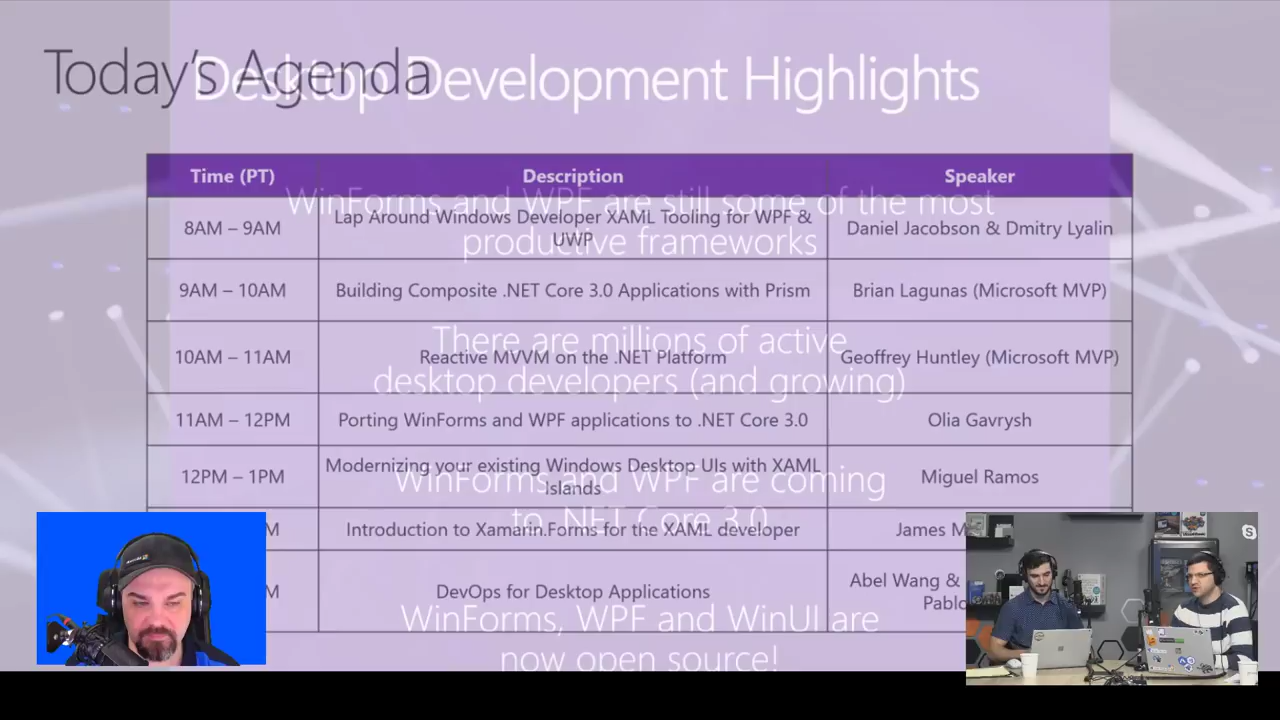 Today's Agenda
Desktop Development Highlights
Time (PT) Description Speaker
WinForms and WPF are still some of the most
productive frameworks
8AM – 9AM Lap Around Windows Developer XAML Tooling for WPF &
UWP Daniel Jacobson & Dmitry Lyalin
9AM – 10AM Building Composite .NET Core 3.0 Applications with Prism Brian Lagunas (Microsoft MVP)
There are millions of active
desktop developers (and growing)
10AM – 11AM Reactive MVVM on the .NET Platform Geoffrey Huntley (Microsoft MVP)
11AM – 12PM Porting WinForms and WPF applications to .NET Core 3.0 Olia Gavrysh
12PM – 1PM Modernizing your existing Windows Desktop UIs with XAML
Islands Miguel Ramos
WinForms and WPF are coming
to .NET Core 3.0
M Introduction to Xamarin.Forms for the XAML developer James M
M DevOps for Desktop Applications Abel Wang &
Pablo
WinForms, WPF and WinUI are
now open source!